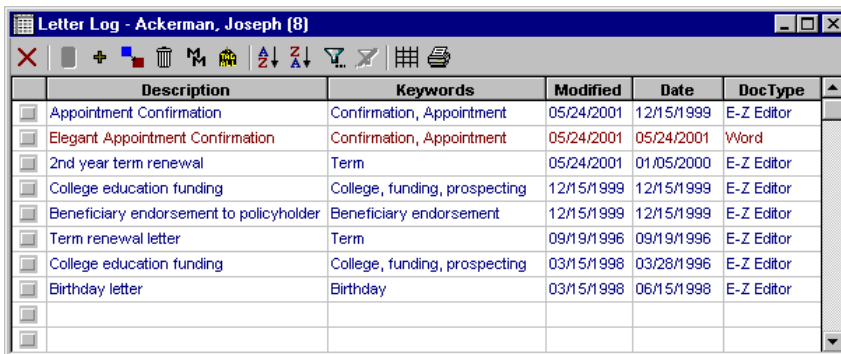 Letter Log - Ackerman, Joseph (8)
Description Keywords Modified Date DocType
Appointment Confirmation Confirmation, Appointment 05/24/2001 12/15/1999 E-Z Editor
Elegant Appointment Confirmation Confirmation, Appointment 05/24/2001 05/24/2001 Word
2nd year term renewal Term 05/24/2001 01/05/2000 E-Z Editor
College education funding College, funding, prospecting 12/15/1999 12/15/1999 E-Z Editor
Beneficiary endorsement to policyholder Beneficiary endorsement 12/15/1999 12/15/1999 E-Z Editor
Term renewal letter Term 09/19/1996 09/19/1996 E-Z Editor
College education funding College, funding, prospecting 03/15/1998 03/28/1996 E-Z Editor
Birthday letter Birthday 03/15/1998 06/15/1998 E-Z Editor